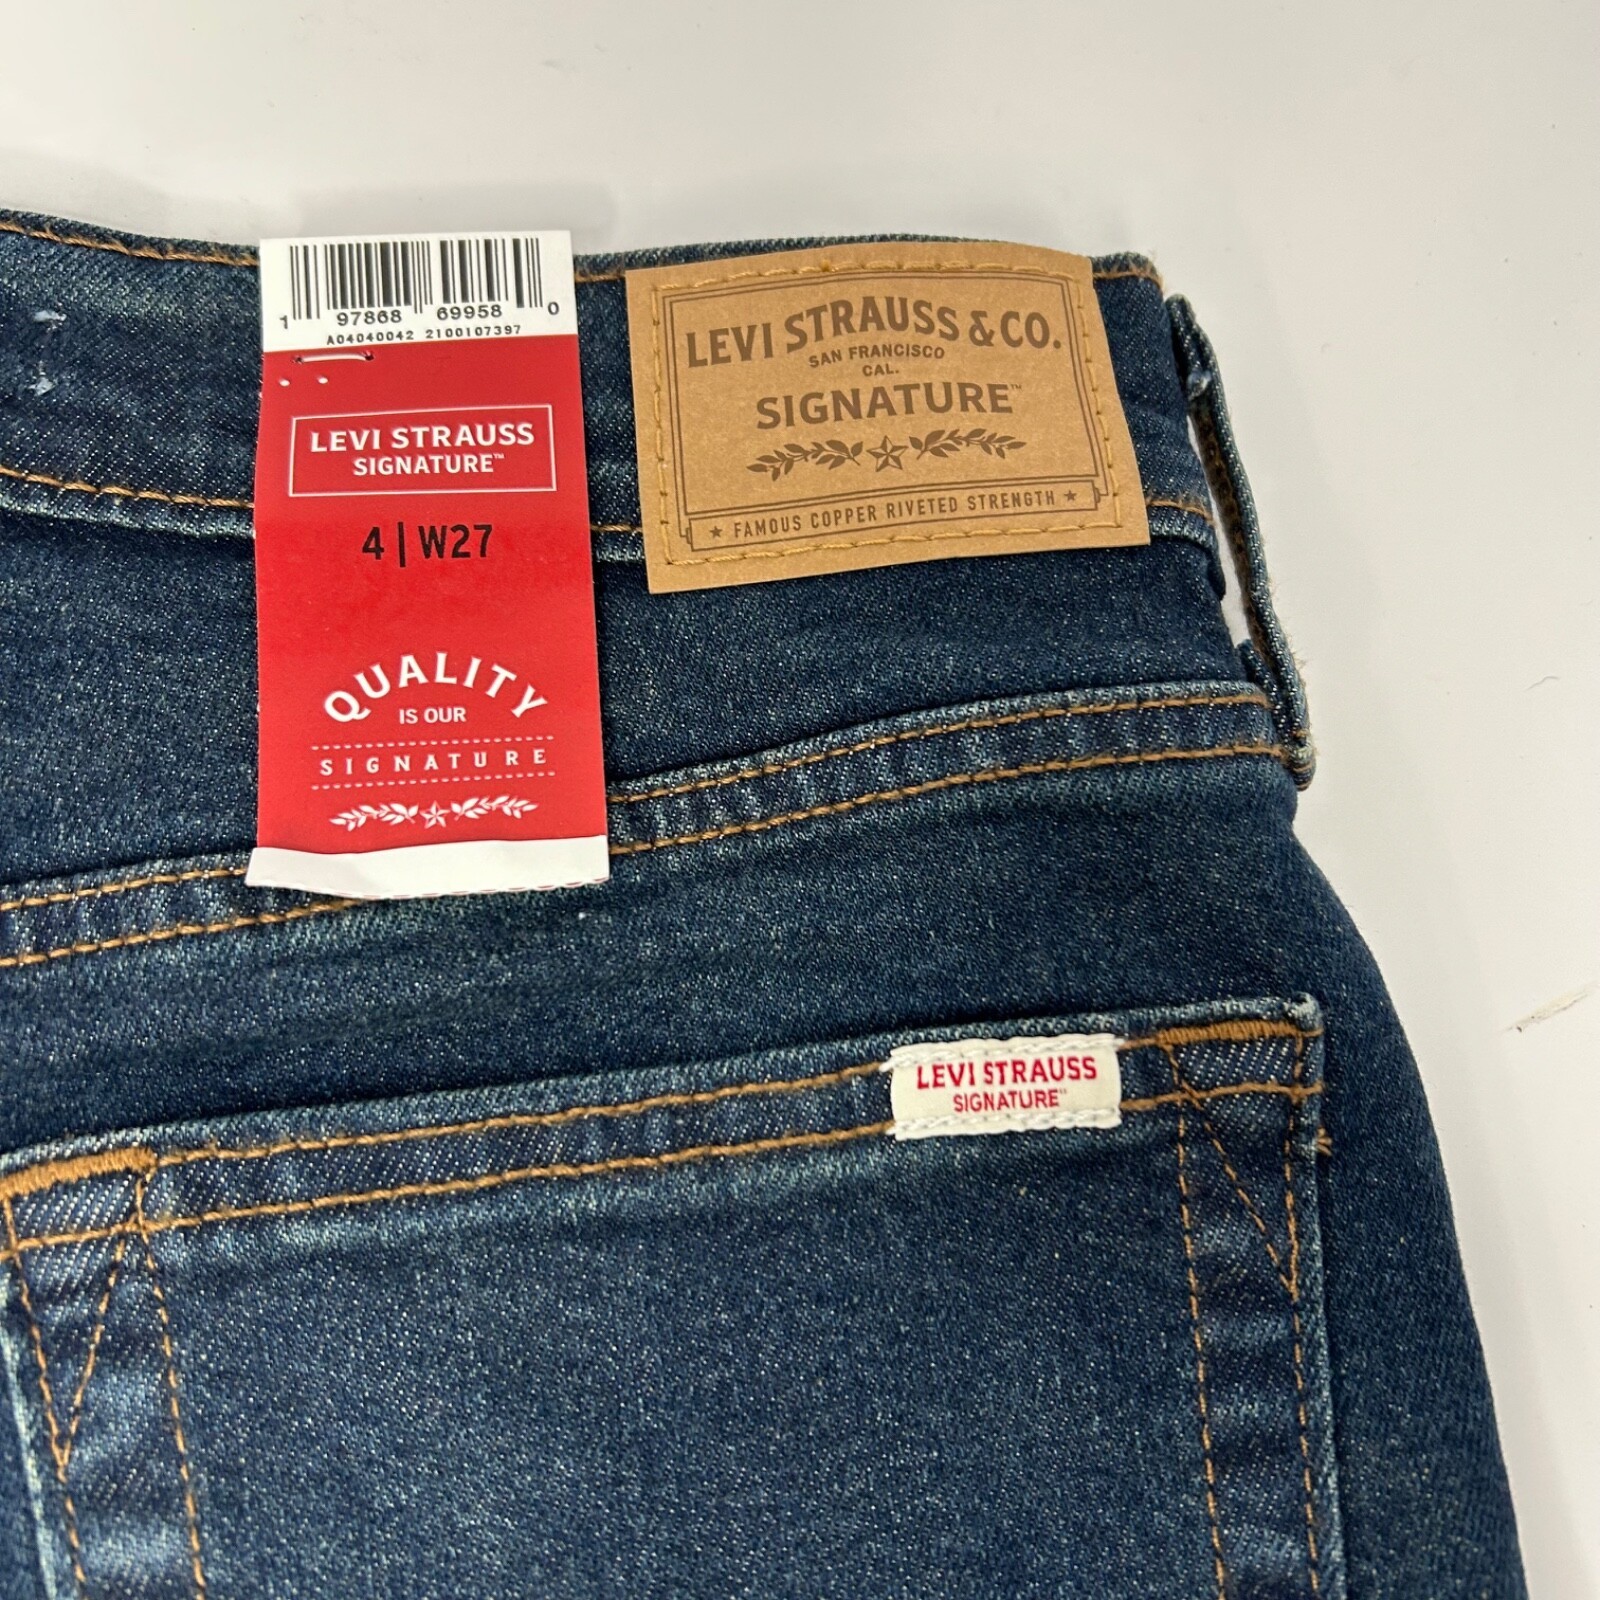 1 97868 69958 0
A04040042 2100107397
LEVI STRAUSS
SIGNATURE™
4 | W27
QUALITY
IS OUR
SIGNATURE
LEVI STRAUSS & CO.
SAN FRANCISCO
CAL.
SIGNATURE™
★ FAMOUS COPPER RIVETED STRENGTH ★
LEVI STRAUSS
SIGNATURE™